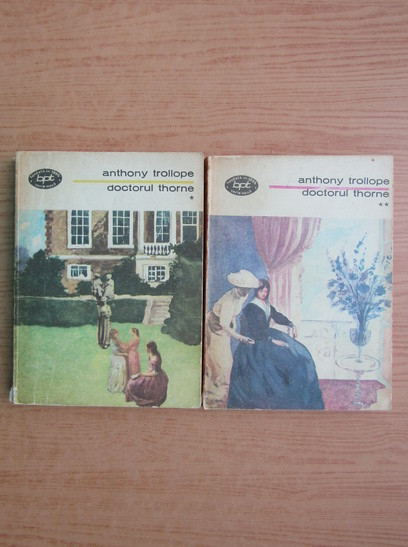 bpt
anthony trollope
doctorul thorne
*
bpt
anthony trollope
doctorul thorne
**